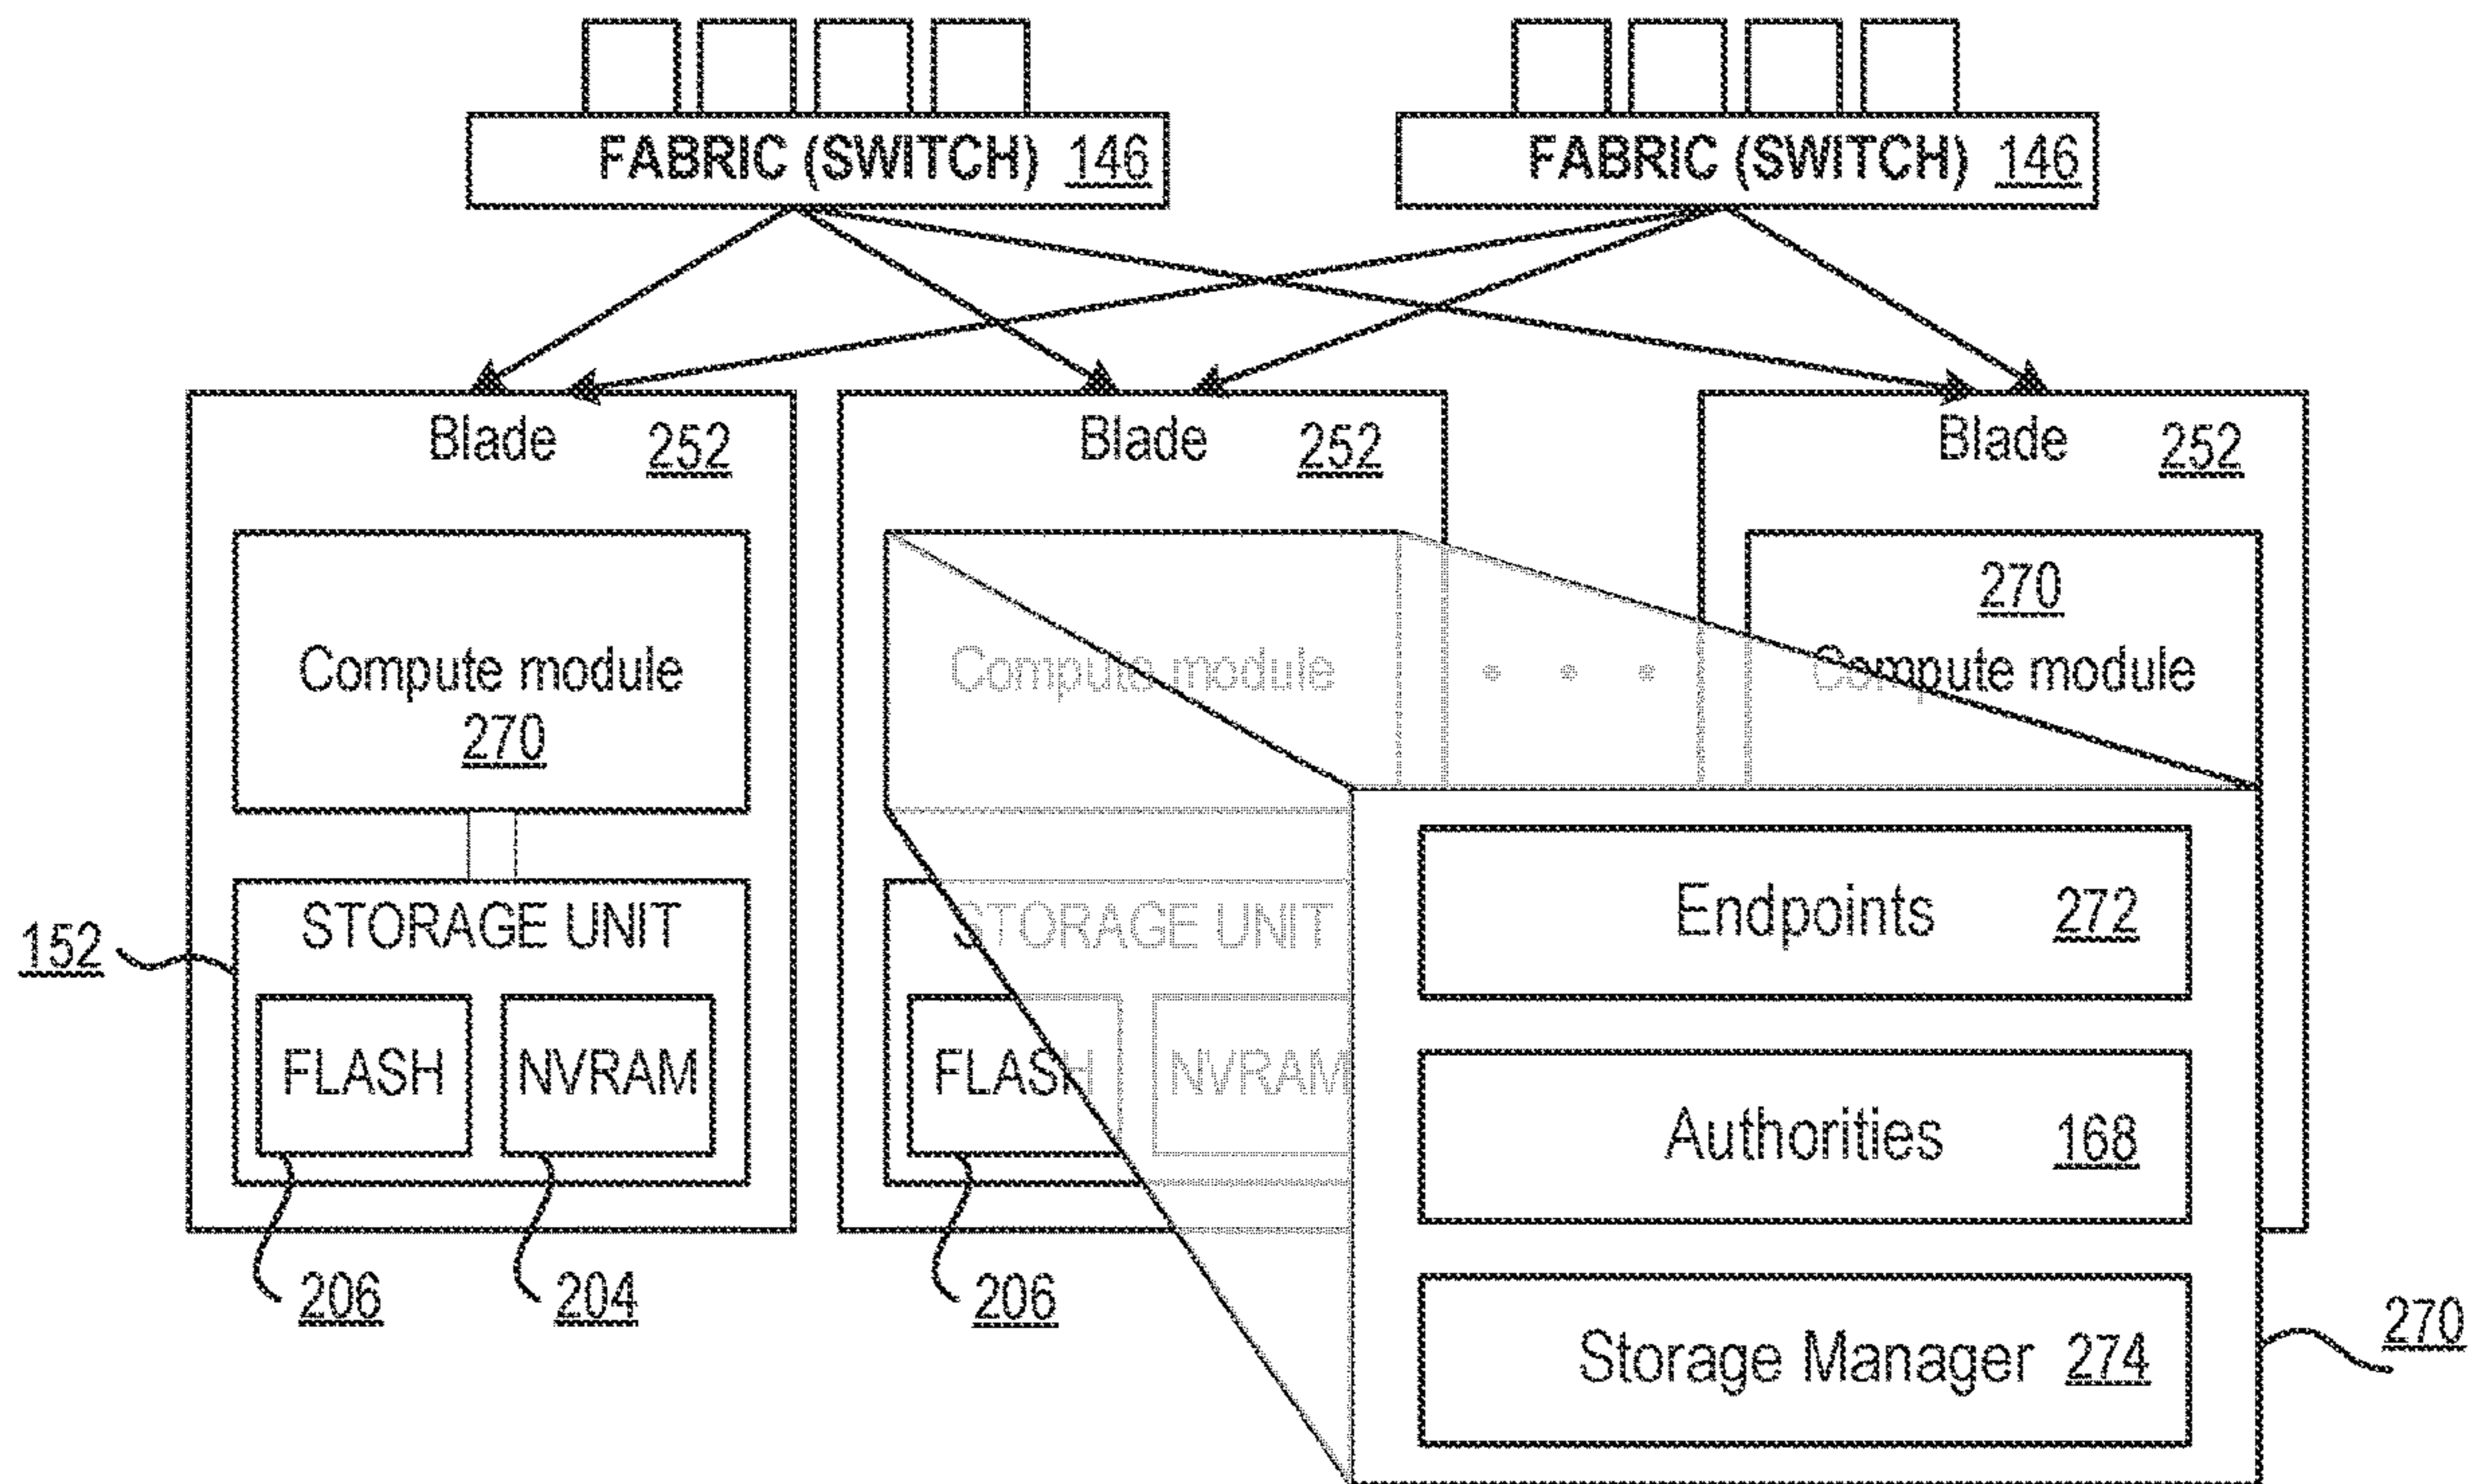 FABRIC (SWITCH) 146
FABRIC (SWITCH) 146
Blade 252
Blade 252
Blade 252
Compute module
270
Compute module
270
Compute module
152
STORAGE UNIT
FLASH
NVRAM
206
204
STORAGE UNIT
FLASH
NVRAM
206
Endpoints 272
Authorities 168
Storage Manager 274
270